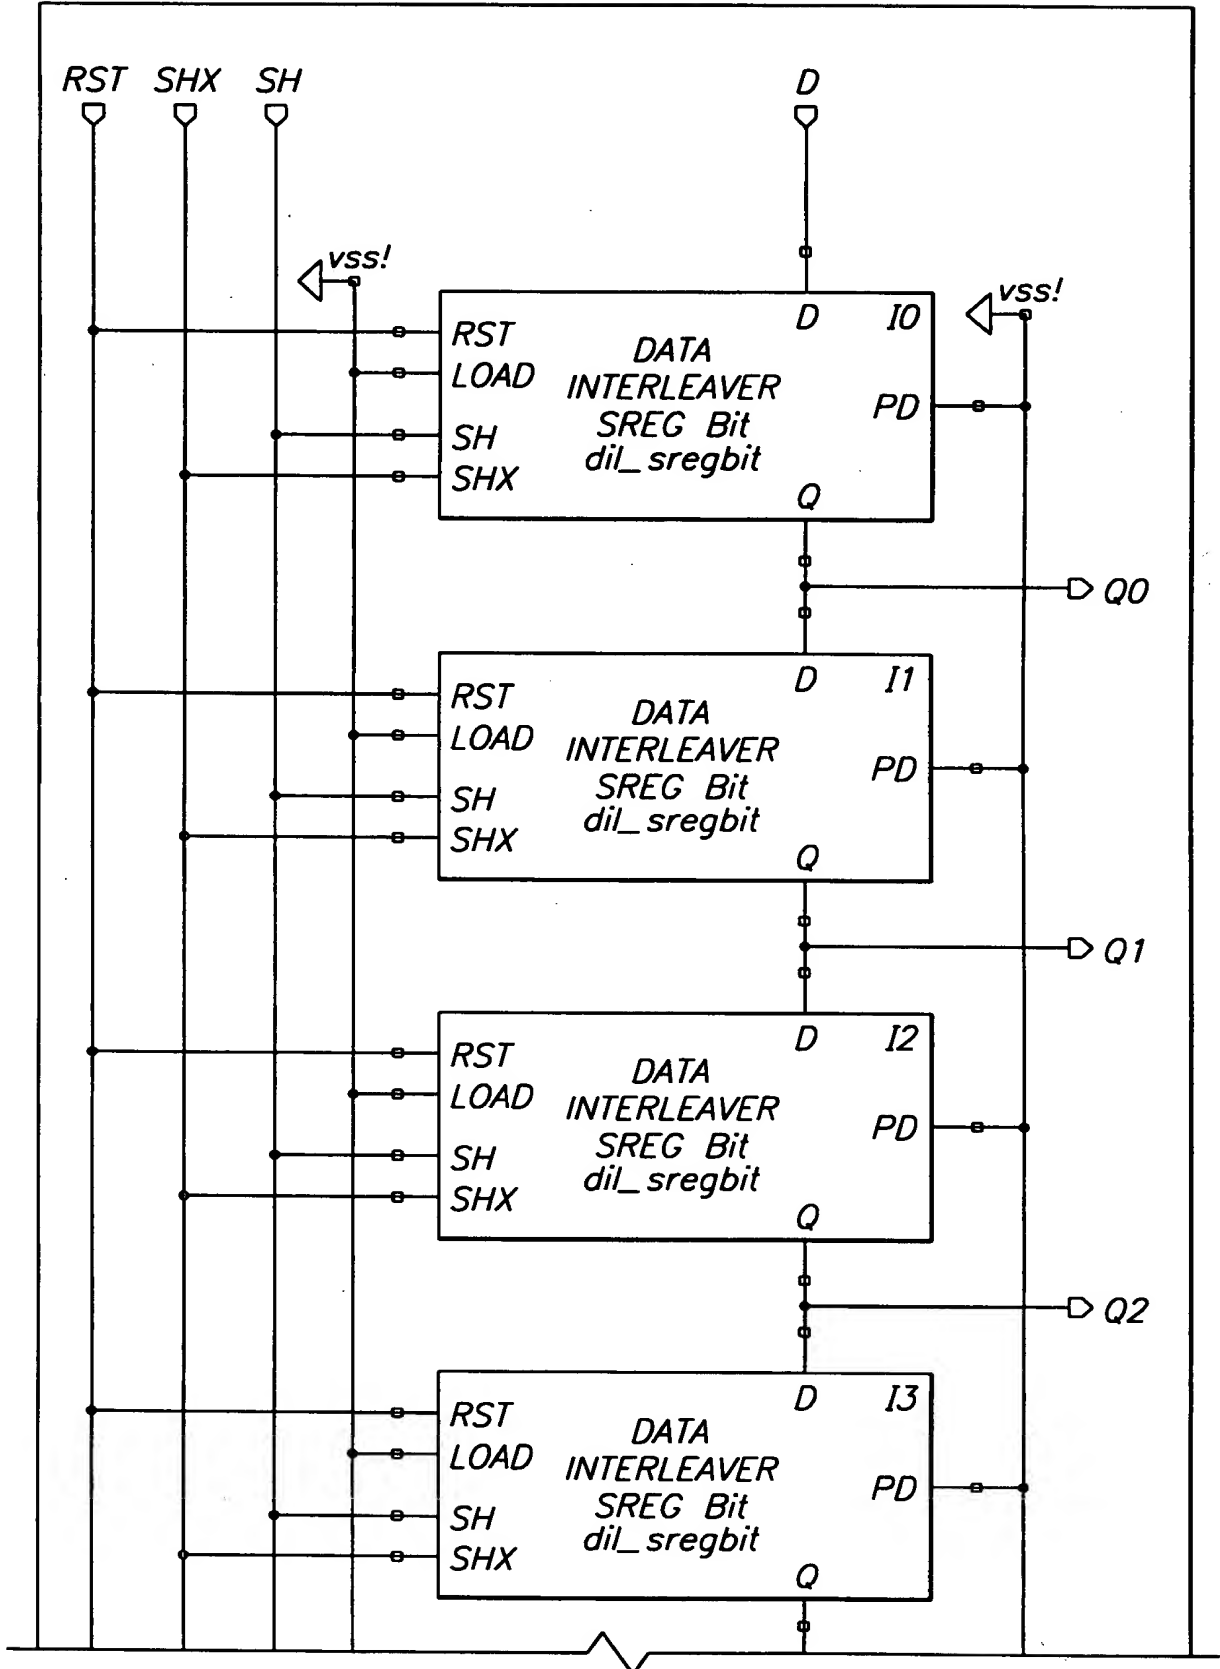 RST SHX SH D
vss!
vss!
D I0
RST
LOAD
SH
SHX
DATA
INTERLEAVER
SREG Bit
dil_sregbit
PD
Q
Q0
D I1
RST
LOAD
SH
SHX
DATA
INTERLEAVER
SREG Bit
dil_sregbit
PD
Q
Q1
D I2
RST
LOAD
SH
SHX
DATA
INTERLEAVER
SREG Bit
dil_sregbit
PD
Q
Q2
D I3
RST
LOAD
SH
SHX
DATA
INTERLEAVER
SREG Bit
dil_sregbit
PD
Q